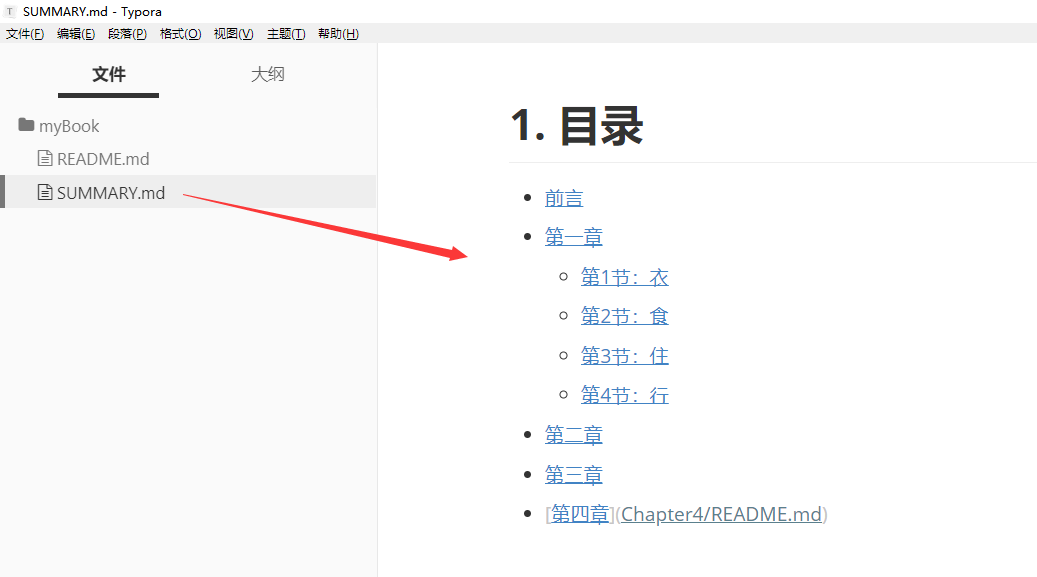 SUMMARY.md - Typora
文件(F) 编辑(E) 段落(P) 格式(O) 视图(V) 主题(T) 帮助(H)
文件 大纲
myBook
README.md
SUMMARY.md
1. 目录
前言
第一章
第1节：衣
第2节：食
第3节：住
第4节：行
第二章
第三章
[第四章](Chapter4/README.md)